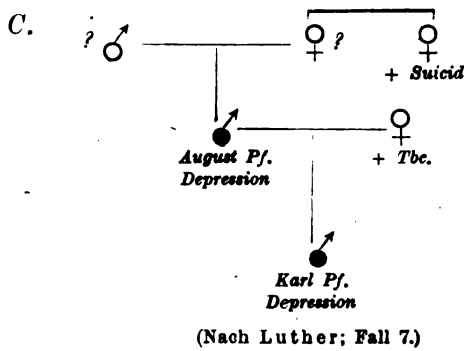 C.
?
?
+ Suicid
August Pf.
Depression
+ Tbc.
Karl Pf.
Depression
(Nach Luther; Fall 7.)